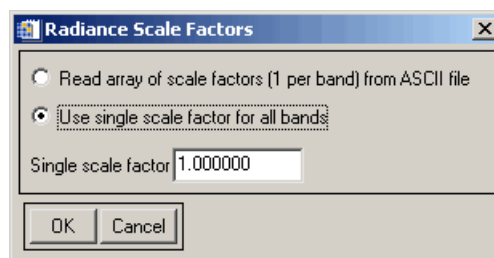 Radiance Scale Factors
Read array of scale factors (1 per band) from ASCII file
Use single scale factor for all bands
Single scale factor 1.000000
OK Cancel